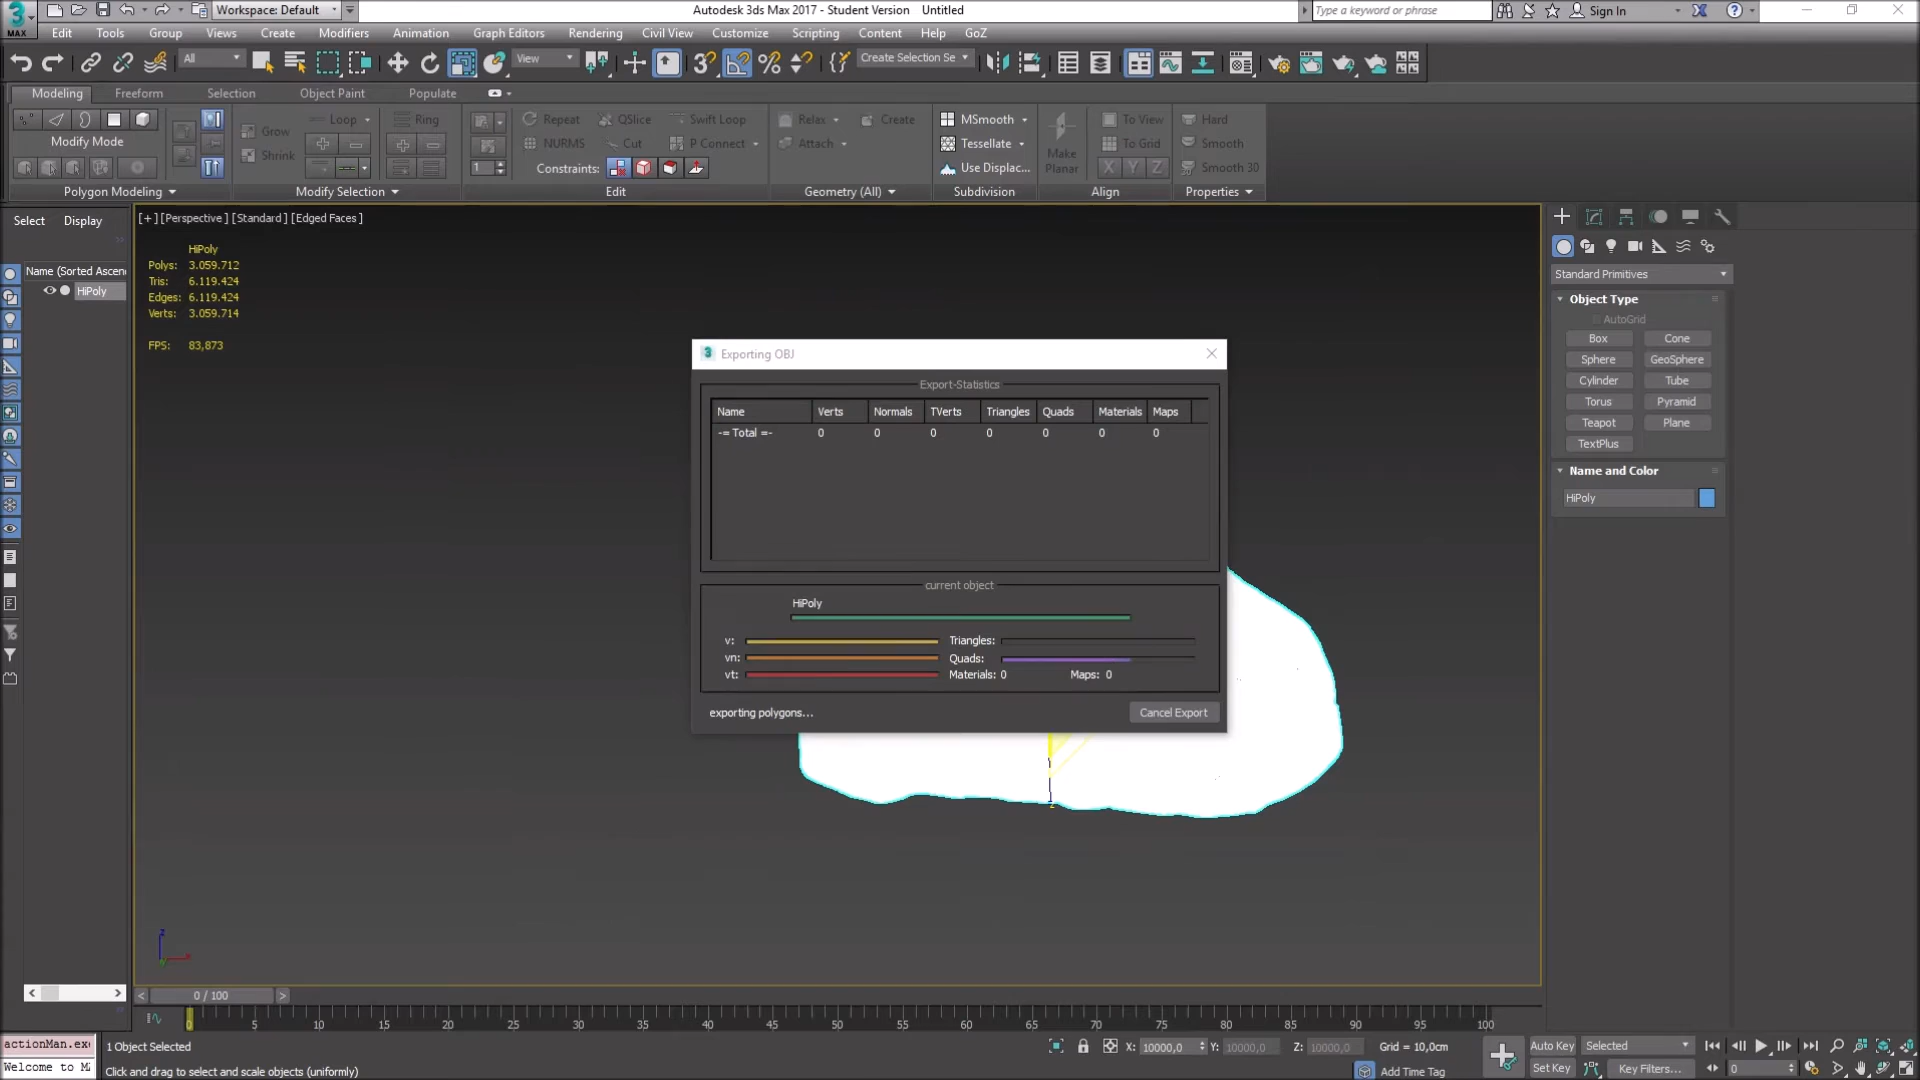 Workspace: Default
Autodesk 3ds Max 2017 - Student Version Untitled
Type a keyword or phrase
Sign In
MAX
Edit Tools Group Views Create Modifiers Animation Graph Editors Rendering Civil View Customize Scripting Content Help GoZ
All
View
Create Selection Se
Modeling Freeform Selection Object Paint Populate
Modify Mode
Polygon Modeling
Grow
Shrink
Loop
Ring
Modify Selection
Repeat QSlice Swift Loop
NURMS Cut P Connect
1 Constraints:
Edit
Relax Create
Attach
Geometry (All)
MSmooth
Tessellate
Use Displac...
Subdivision
Make
Planar
To View
To Grid
X Y Z
Align
Hard
Smooth
Smooth 30
Properties
Select Display
Name (Sorted Ascen
HiPoly
[+] [Perspective] [Standard] [Edged Faces]
HiPoly
Polys: 3.059.712
Tris: 6.119.424
Edges: 6.119.424
Verts: 3.059.714
FPS: 83,873
Exporting OBJ
Export-Statistics
Name Verts Normals TVerts Triangles Quads Materials Maps
-= Total =- 0 0 0 0 0 0 0
current object
HiPoly
v: Triangles:
vn: Quads:
vt: Materials: 0 Maps: 0
exporting polygons...
Cancel Export
z
z
Standard Primitives
Object Type
AutoGrid
Box Cone
Sphere GeoSphere
Cylinder Tube
Torus Pyramid
Teapot Plane
TextPlus
Name and Color
HiPoly
< 0 / 100 >
0 5 10 15 20 25 30 35 40 45 50 55 60 65 70 75 80 85 90 95 100
actionMan.exe
Welcome to M
1 Object Selected
Click and drag to select and scale objects (uniformly)
X: 10000,0 Y: 10000,0 Z: 10000,0 Grid = 10,0cm
Add Time Tag
Auto Key Selected
Set Key Key Filters...
0